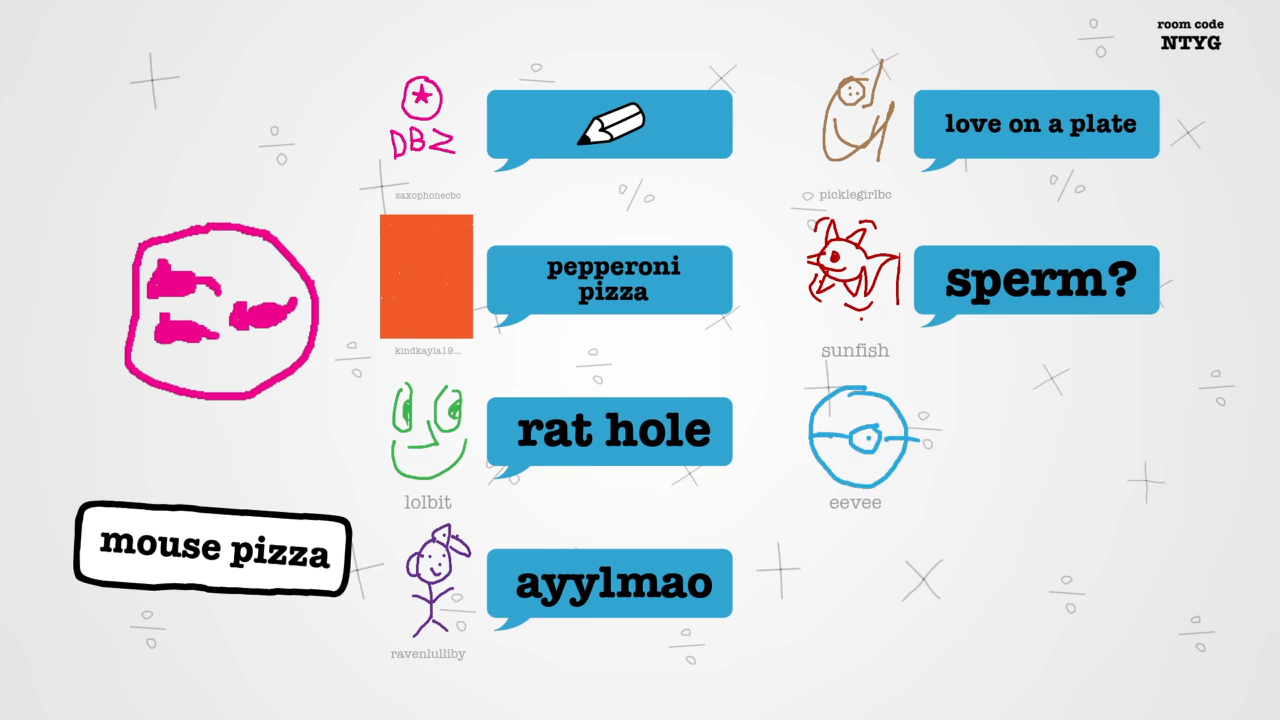 room code
NTYG
DBZ
saxophonecbc
love on a plate
picklegirlbc
pepperoni
pizza
kindkayla19...
sperm?
sunfish
rat hole
lolbit
eevee
mouse pizza
ayylmao
ravenlulliby